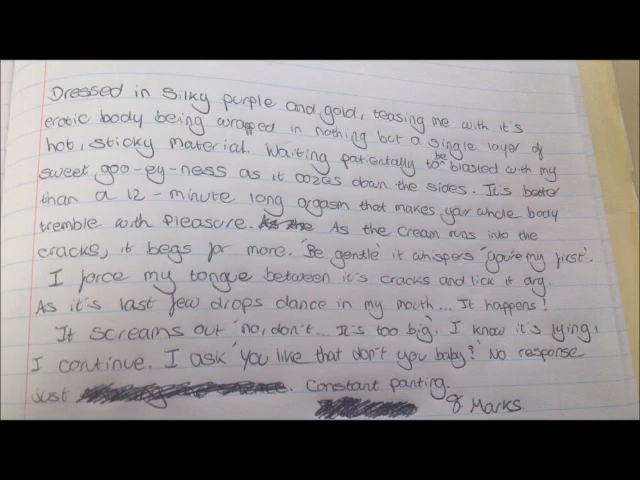 Dressed in silky purple and gold, teasing me with it's
erotic body being wrapped in nothing but a single layer of
hot, sticky material. Waiting patientally to be blasted with my
sweet goo-ey-ness as it oozes down the sides. It's better
than a 12-minute long orgasm that makes your whole body
tremble with pleasure. As the As the cream runs into the
cracks, it begs for more. 'Be gentle' it whispers 'you're my first'.
I force my tongue between it's cracks and lick it dry.
As it's last few drops dance in my mouth... It happens!
It screams out 'no, don't... It's too big'. I know it's lying,
I continue. I ask 'you like that don't you baby?' No response
just constant panting.
8 Marks.